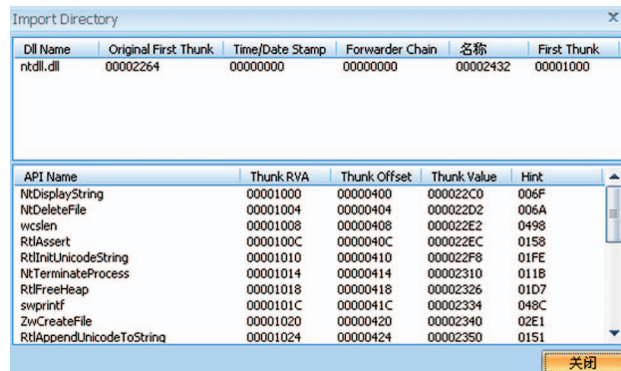 Import Directory
Dll Name Original First Thunk Time/Date Stamp Forwarder Chain 名称 First Thunk
ntdll.dll 00002264 00000000 00000000 00002432 00001000
API Name Thunk RVA Thunk Offset Thunk Value Hint
NtDisplayString 00001000 00000400 000022C0 006F
NtDeleteFile 00001004 00000404 000022D2 006A
wcslen 00001008 00000408 000022E2 0498
RtlAssert 0000100C 0000040C 000022EC 0158
RtlInitUnicodeString 00001010 00000410 000022F8 01FE
NtTerminateProcess 00001014 00000414 00002310 011B
RtlFreeHeap 00001018 00000418 00002326 01D7
swprintf 0000101C 0000041C 00002334 048C
ZwCreateFile 00001020 00000420 00002340 02E1
RtlAppendUnicodeToString 00001024 00000424 00002350 0151
关闭